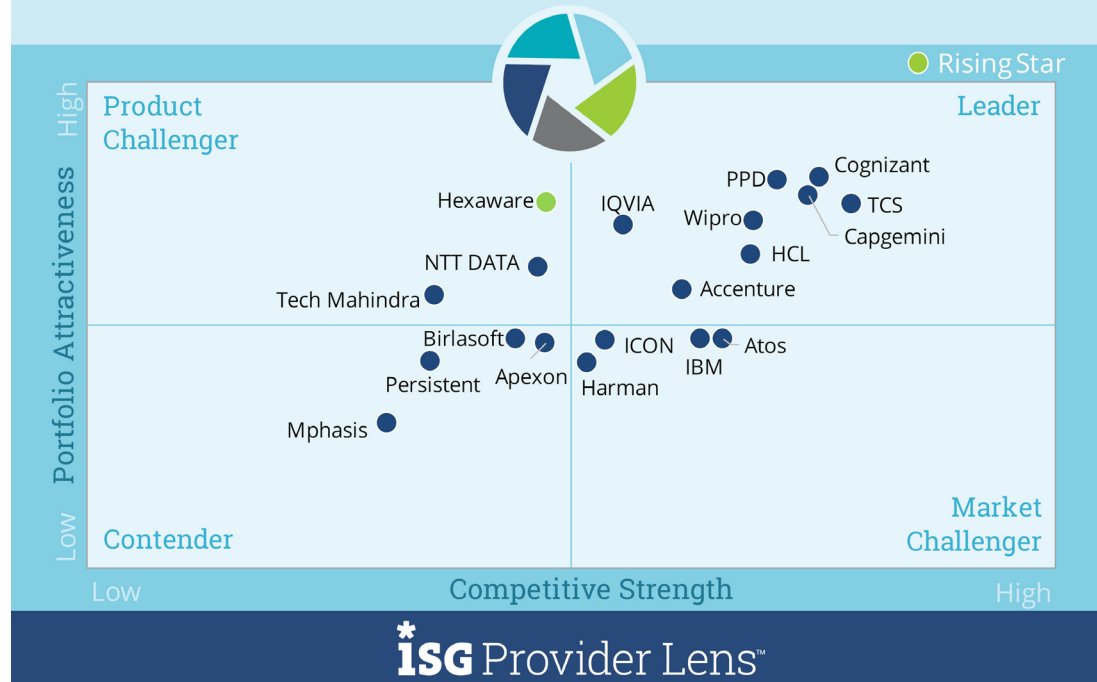 Rising Star
High
Product
Challenger
Leader
Cognizant
PPD
Hexaware
IQVIA
TCS
Wipro
Capgemini
HCL
NTT DATA
Tech Mahindra
Accenture
Portfolio Attractiveness
Birlasoft
ICON
Atos
IBM
Apexon
Persistent
Harman
Mphasis
Market
Challenger
Contender
Low
Low
Competitive Strength
High
*ISG Provider Lens™